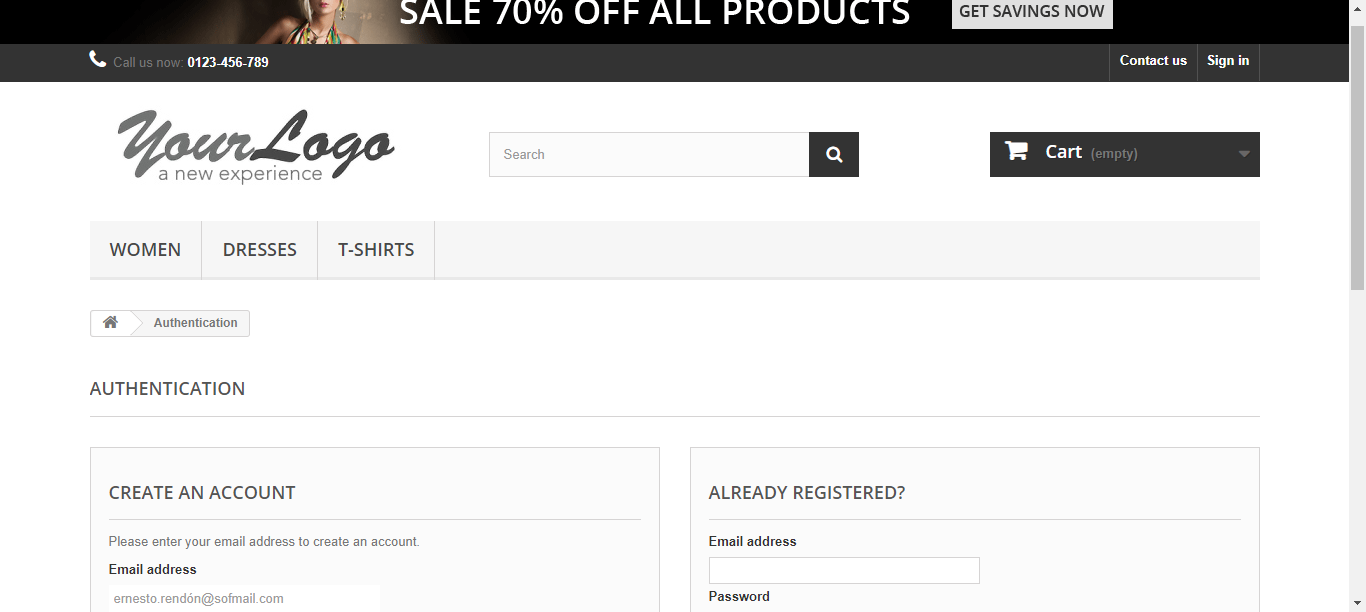 SALE 70% OFF ALL PRODUCTS
GET SAVINGS NOW
Call us now: 0123-456-789
Contact us
Sign in
YourLogo
a new experience
Search
Cart (empty)
WOMEN
DRESSES
T-SHIRTS
Authentication
AUTHENTICATION
CREATE AN ACCOUNT
Please enter your email address to create an account.
Email address
ernesto.rendón@sofmail.com
ALREADY REGISTERED?
Email address
Password